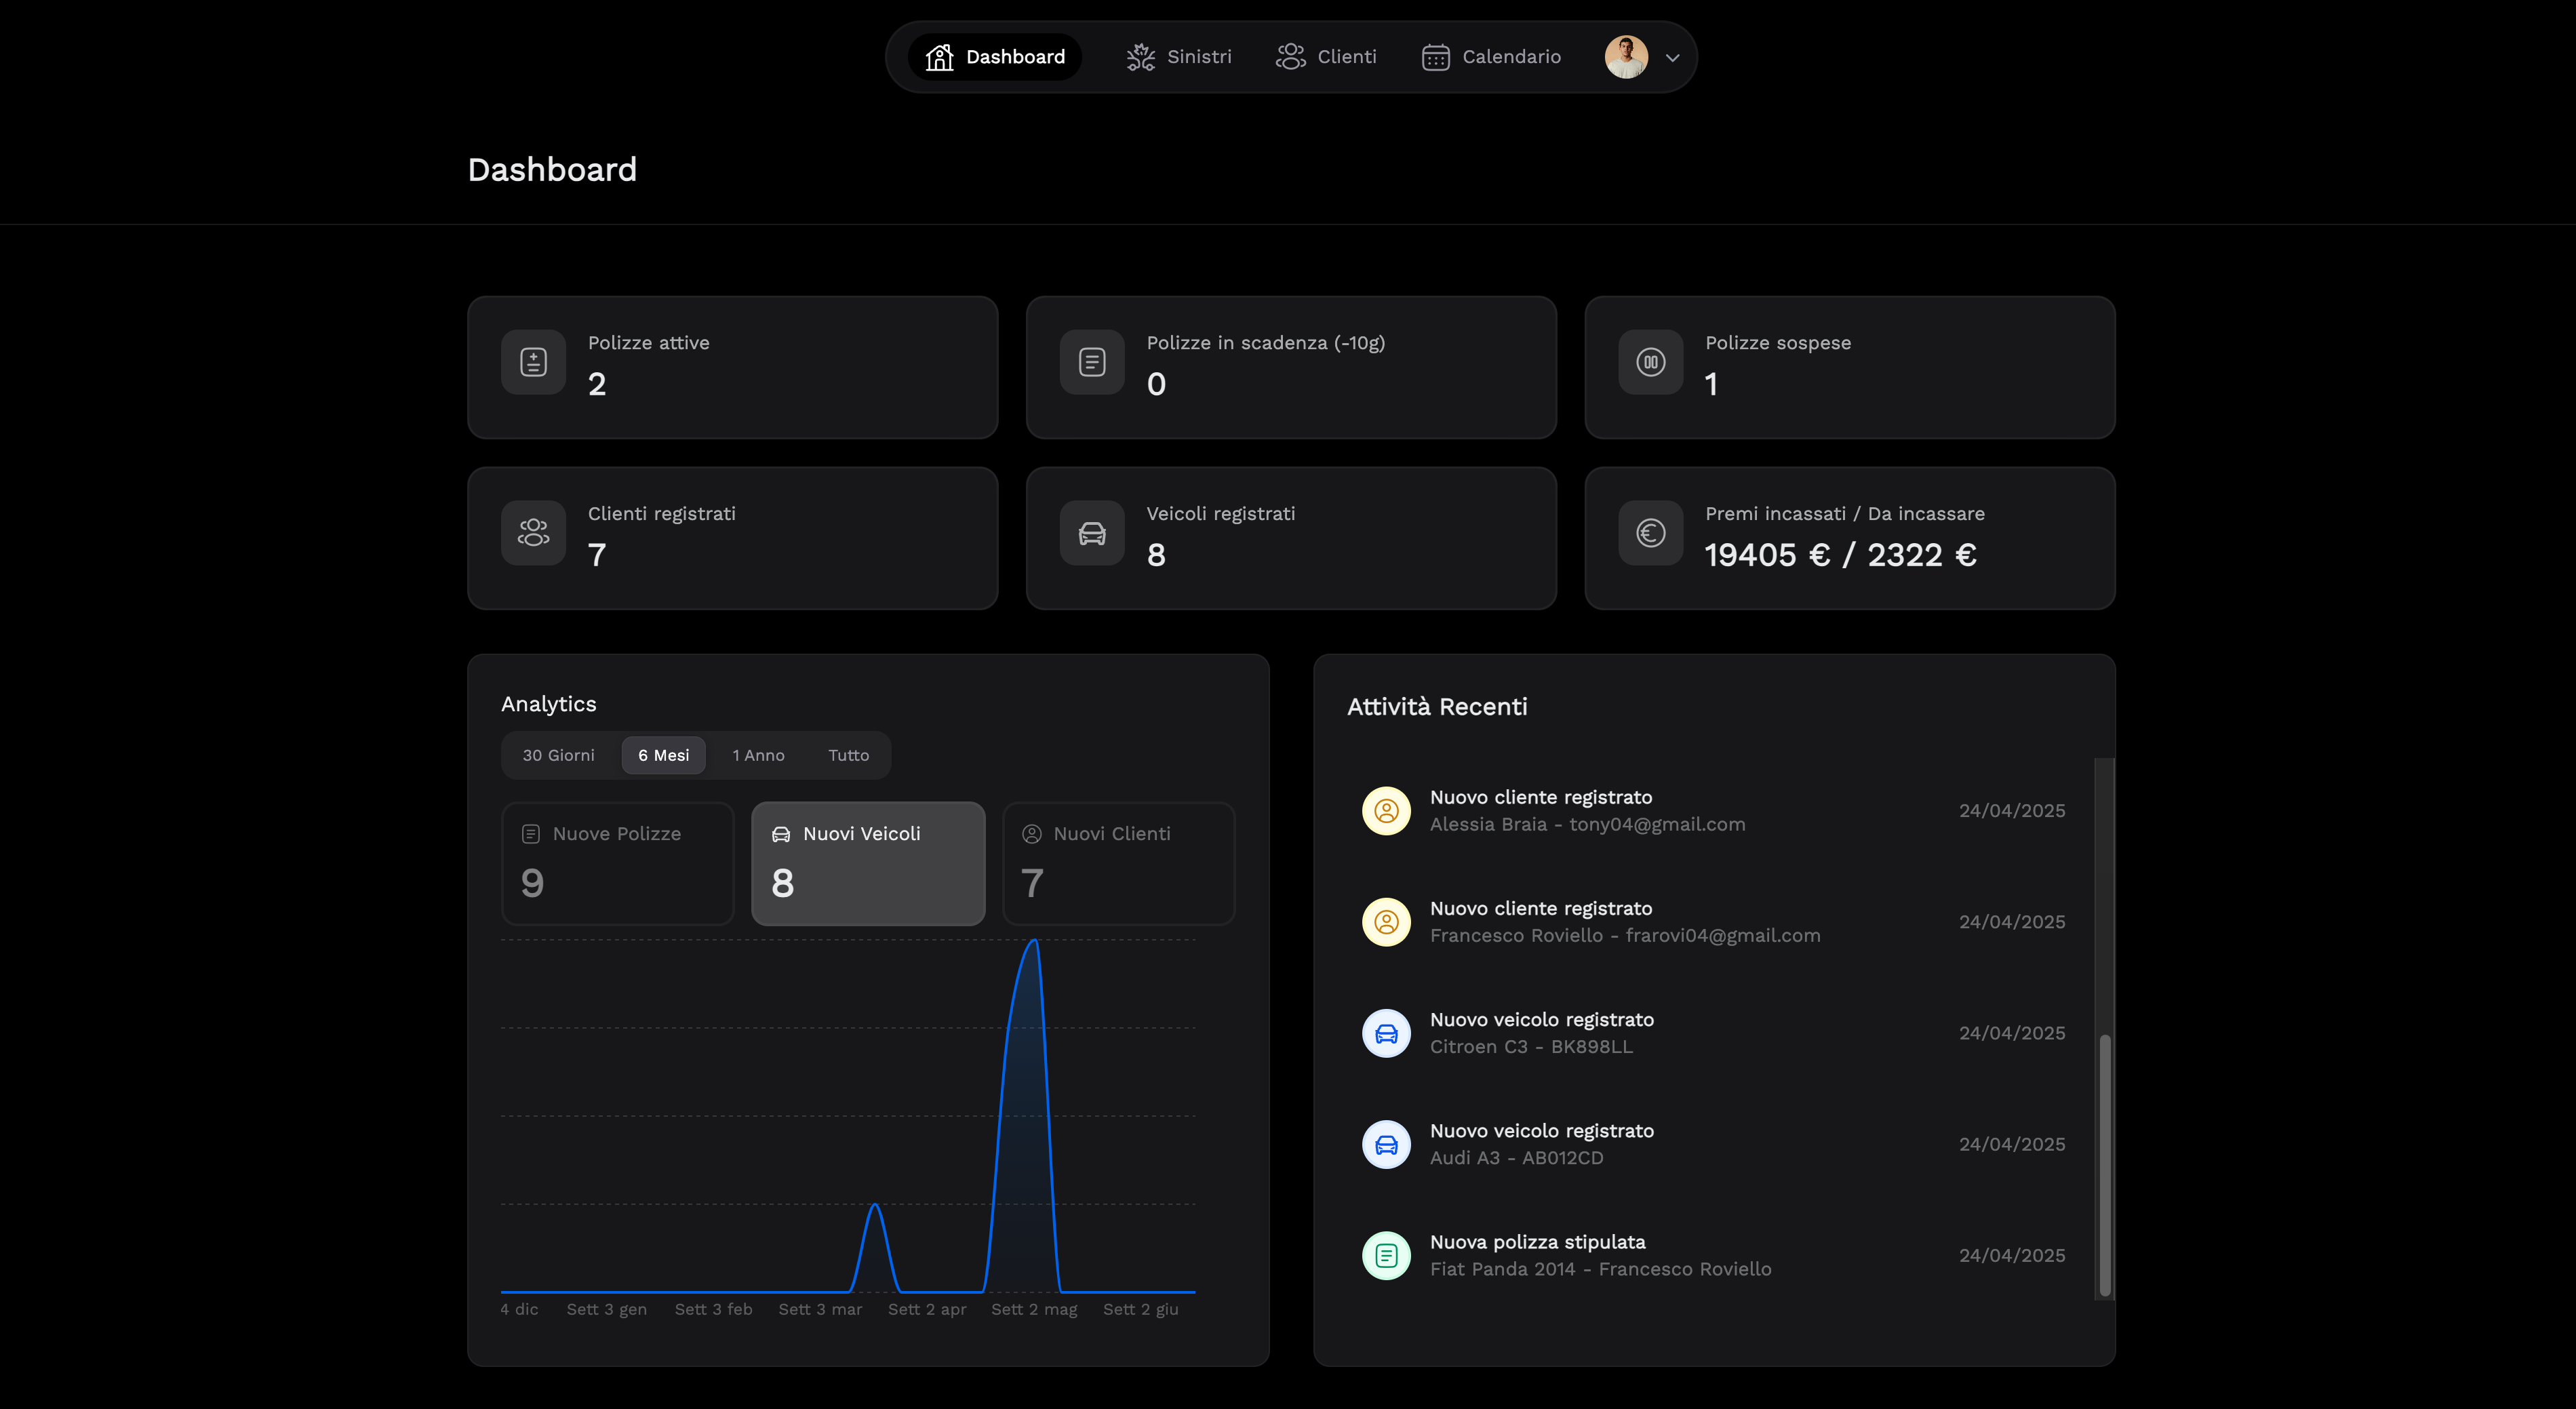 Dashboard
Sinistri
Clienti
Calendario
Dashboard
Polizze attive
2
Polizze in scadenza (-10g)
0
Polizze sospese
1
Clienti registrati
7
Veicoli registrati
8
Premi incassati / Da incassare
19405 € / 2322 €
Analytics
30 Giorni
6 Mesi
1 Anno
Tutto
Nuove Polizze
9
Nuovi Veicoli
8
Nuovi Clienti
7
4 dic
Sett 3 gen
Sett 3 feb
Sett 3 mar
Sett 2 apr
Sett 2 mag
Sett 2 giu
Attività Recenti
Nuovo cliente registrato
Alessia Braia - tony04@gmail.com
24/04/2025
Nuovo cliente registrato
Francesco Roviello - frarovi04@gmail.com
24/04/2025
Nuovo veicolo registrato
Citroen C3 - BK898LL
24/04/2025
Nuovo veicolo registrato
Audi A3 - AB012CD
24/04/2025
Nuova polizza stipulata
Fiat Panda 2014 - Francesco Roviello
24/04/2025